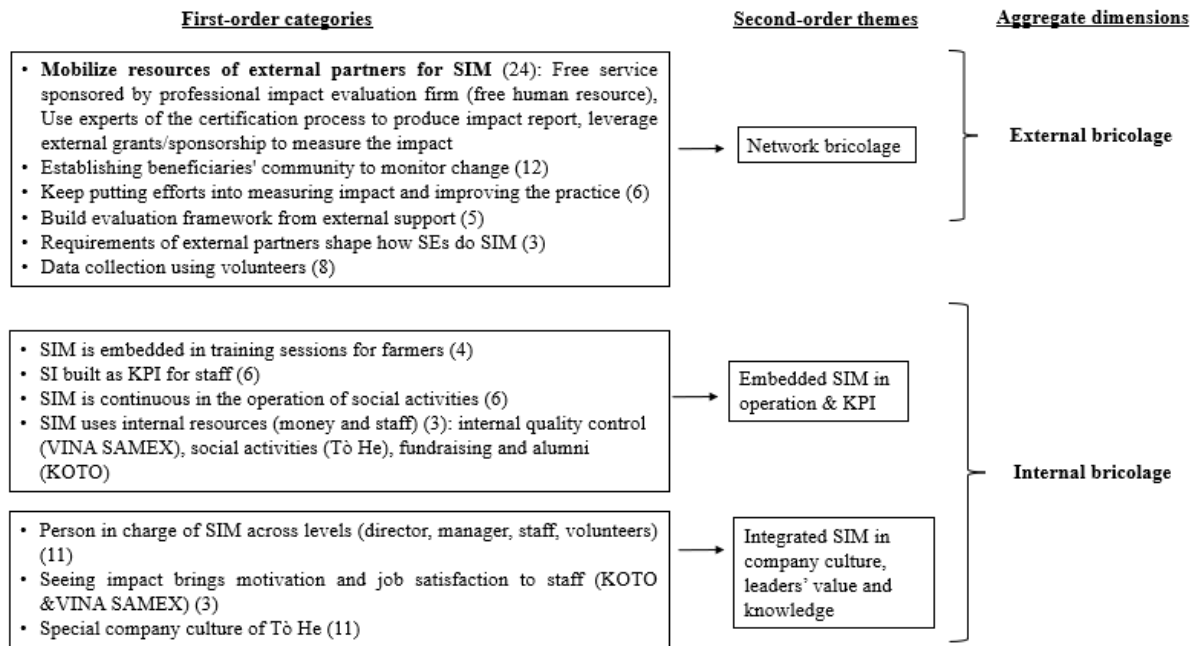 First-order categories
Second-order themes
Aggregate dimensions
• Mobilize resources of external partners for SIM (24): Free service
sponsored by professional impact evaluation firm (free human resource),
Use experts of the certification process to produce impact report, leverage
external grants/sponsorship to measure the impact
• Establishing beneficiaries' community to monitor change (12)
• Keep putting efforts into measuring impact and improving the practice (6)
• Build evaluation framework from external support (5)
• Requirements of external partners shape how SEs do SIM (3)
• Data collection using volunteers (8)
Network bricolage
External bricolage
• SIM is embedded in training sessions for farmers (4)
• SI built as KPI for staff (6)
• SIM is continuous in the operation of social activities (6)
• SIM uses internal resources (money and staff) (3): internal quality control
(VINA SAMEX), social activities (Tò He), fundraising and alumni
(KOTO)
Embedded SIM in
operation & KPI
• Person in charge of SIM across levels (director, manager, staff, volunteers)
(11)
• Seeing impact brings motivation and job satisfaction to staff (KOTO
&VINA SAMEX) (3)
• Special company culture of Tò He (11)
Integrated SIM in
company culture,
leaders’ value and
knowledge
Internal bricolage